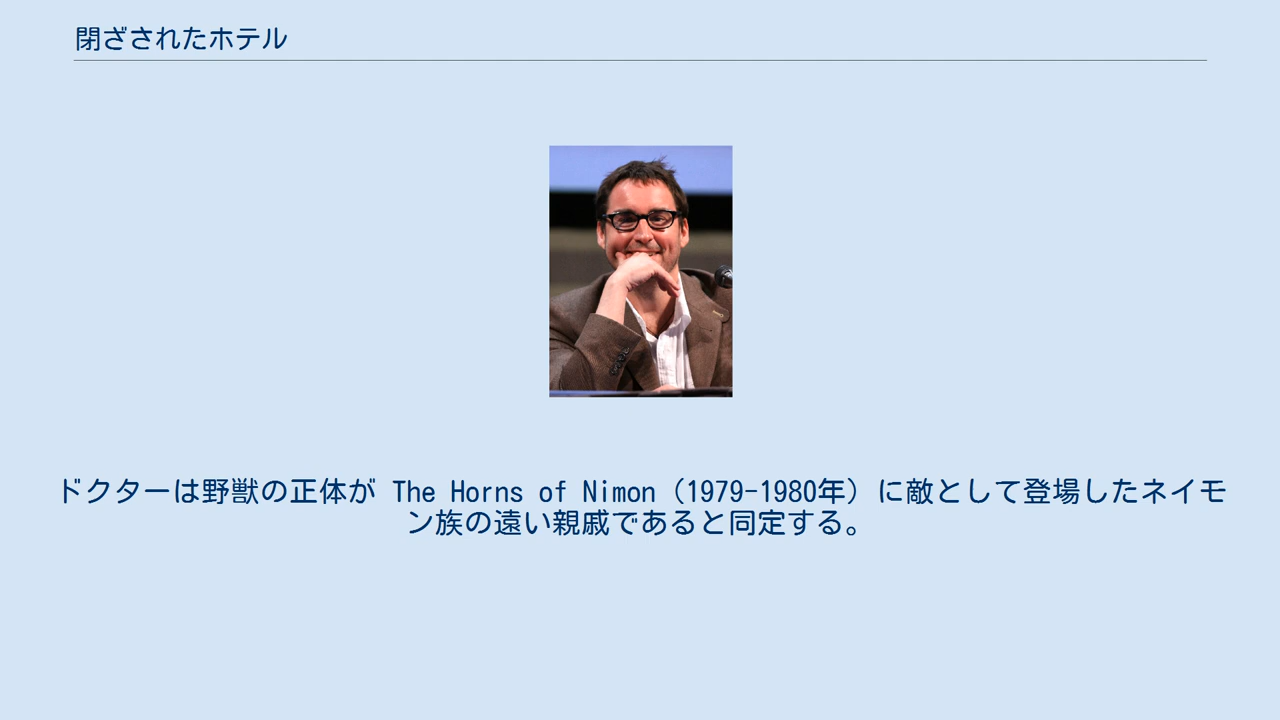 閉ざされたホテル
ドクターは野獣の正体が The Horns of Nimon（1979-1980年）に敵として登場したネイモ
ン族の遠い親戚であると同定する。